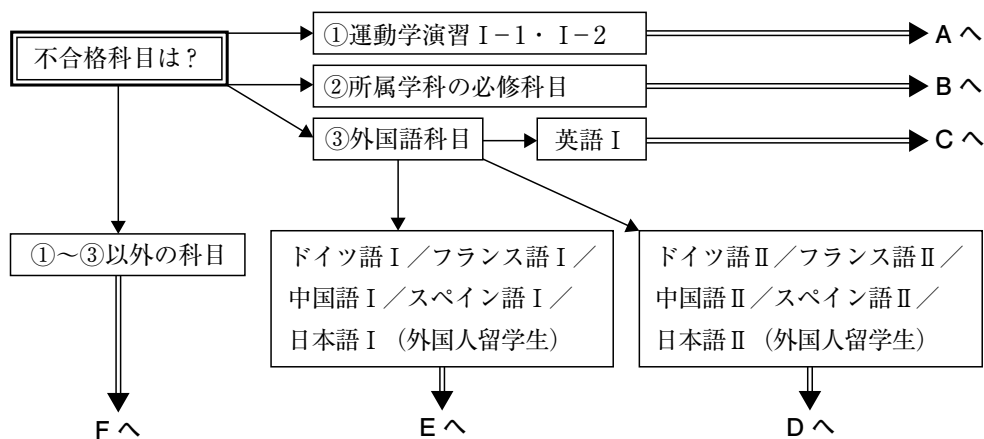 不合格科目は？
①運動学演習Ⅰ−1・Ⅰ−2
Aへ
②所属学科の必修科目
Bへ
③外国語科目
英語Ⅰ
Cへ
①～③以外の科目
ドイツ語Ⅰ／フランス語Ⅰ／
中国語Ⅰ／スペイン語Ⅰ／
日本語Ⅰ（外国人留学生）
ドイツ語Ⅱ／フランス語Ⅱ／
中国語Ⅱ／スペイン語Ⅱ／
日本語Ⅱ（外国人留学生）
Fへ
Eへ
Dへ